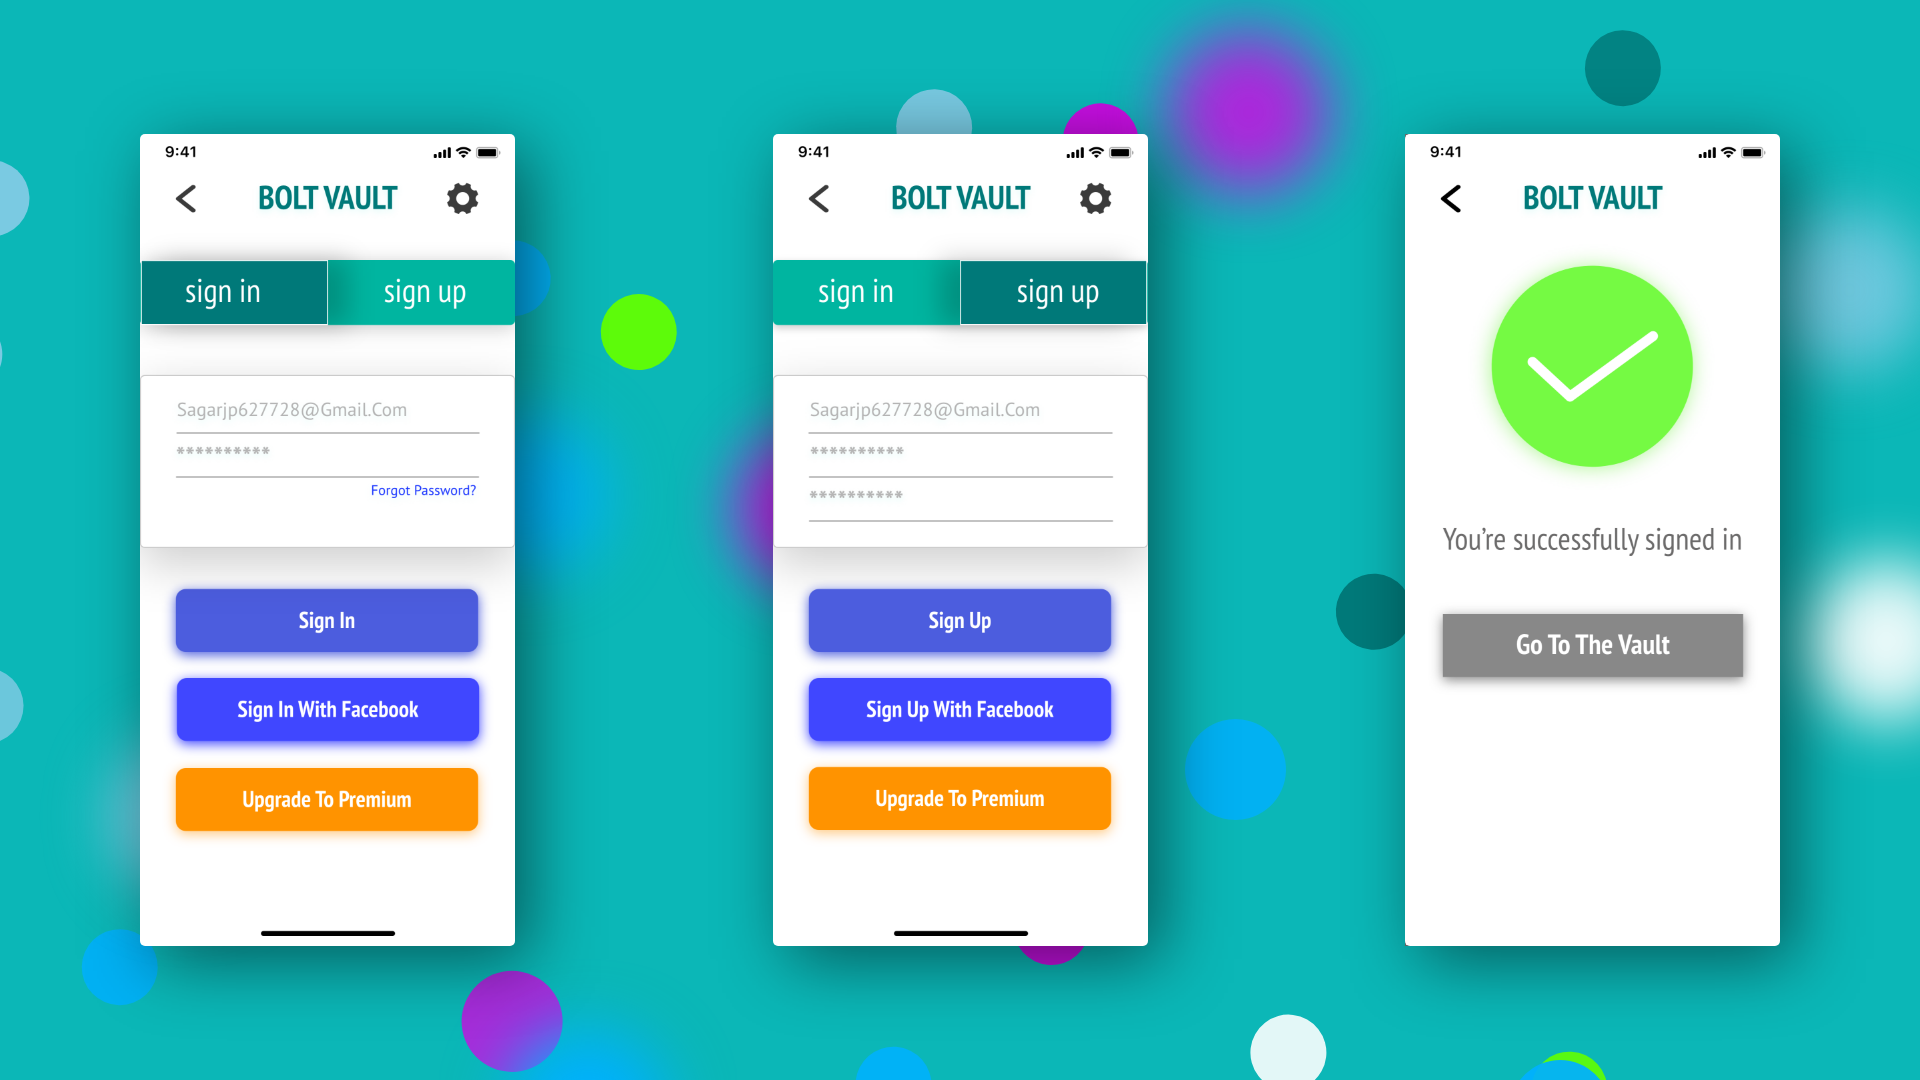 9:41
BOLT VAULT
sign in
sign up
Sagarjp627728@Gmail.Com
**********
Forgot Password?
Sign In
Sign In With Facebook
Upgrade To Premium
9:41
BOLT VAULT
sign in
sign up
Sagarjp627728@Gmail.Com
**********
**********
Sign Up
Sign Up With Facebook
Upgrade To Premium
9:41
BOLT VAULT
You're successfully signed in
Go To The Vault